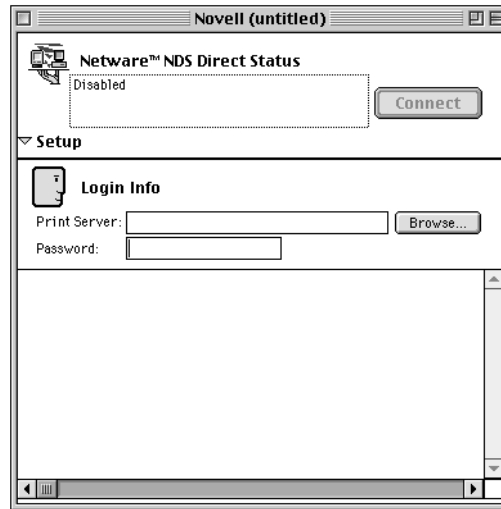 Novell (untitled)
Netware™ NDS Direct Status
Disabled
Connect
Setup
Login Info
Print Server:
Browse...
Password: